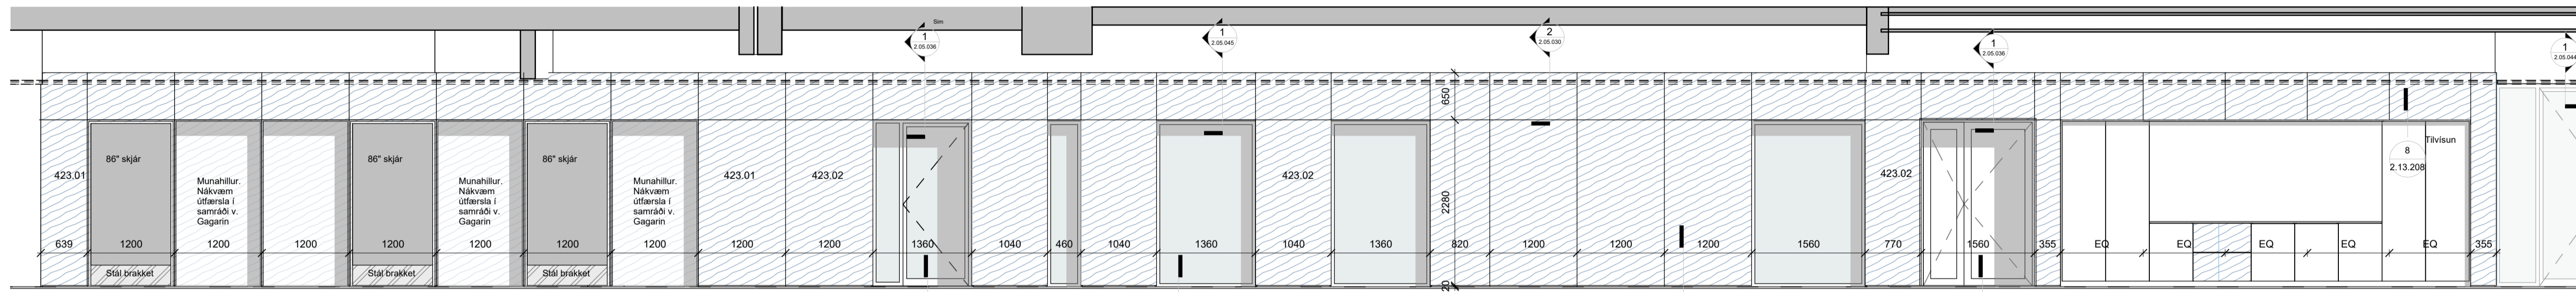 Sím
1
2.05.036
1
2.05.045
2
2.05.030
1
2.05.036
1
2.05.044
650
86" skjár
86" skjár
86" skjár
Tilvísun
8
2.13.208
423.01
423.01
423.02
423.02
423.02
Munahillur.
Nákvæm
útfærsla í
samráði v.
Gagarin
Munahillur.
Nákvæm
útfærsla í
samráði v.
Gagarin
Munahillur.
Nákvæm
útfærsla í
samráði v.
Gagarin
2280
639
1200
1200
1200
1200
1200
1200
1200
1200
1200
1360
1040
460
1040
1360
1040
1360
820
1200
1200
1200
1560
770
1560
355
EQ
EQ
EQ
EQ
EQ
355
Stál brakket
Stál brakket
Stál brakket
20